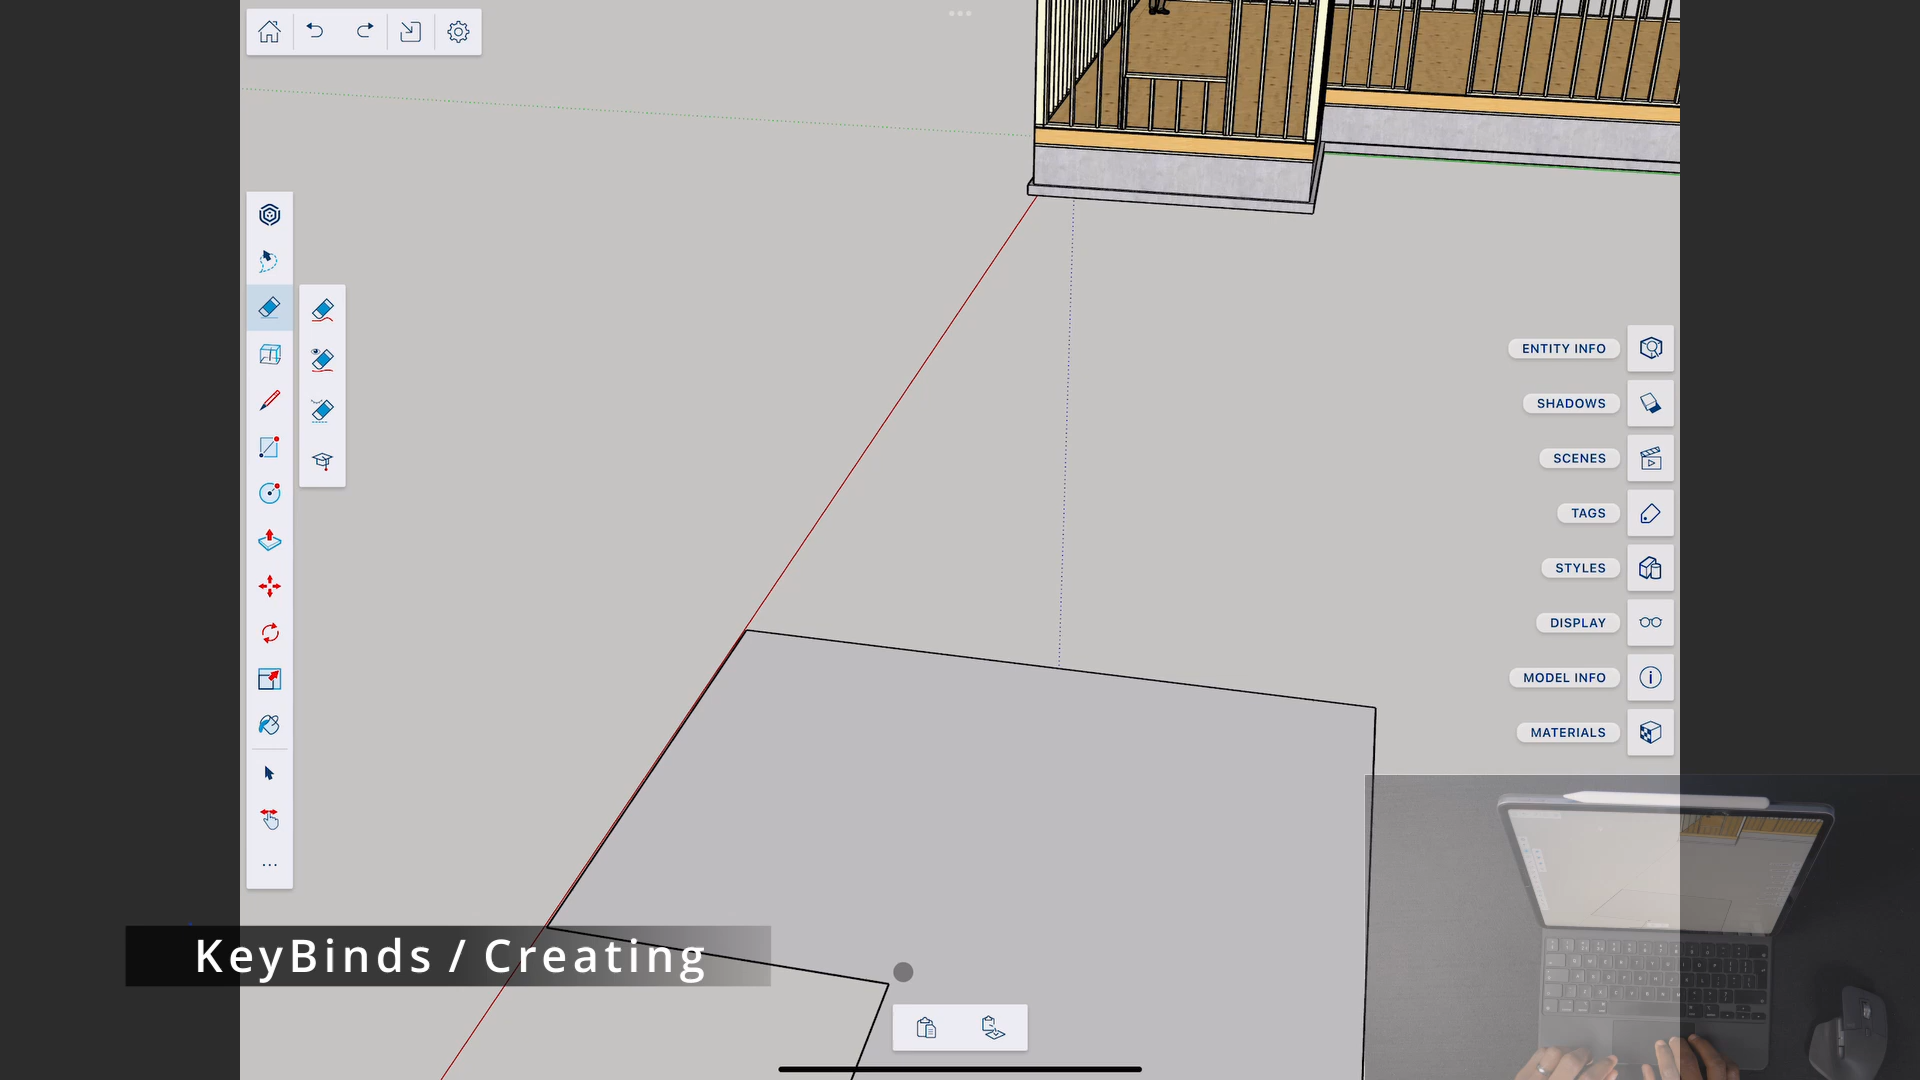 ENTITY INFO
SHADOWS
SCENES
TAGS
STYLES
DISPLAY
MODEL INFO
MATERIALS
KeyBinds / Creating